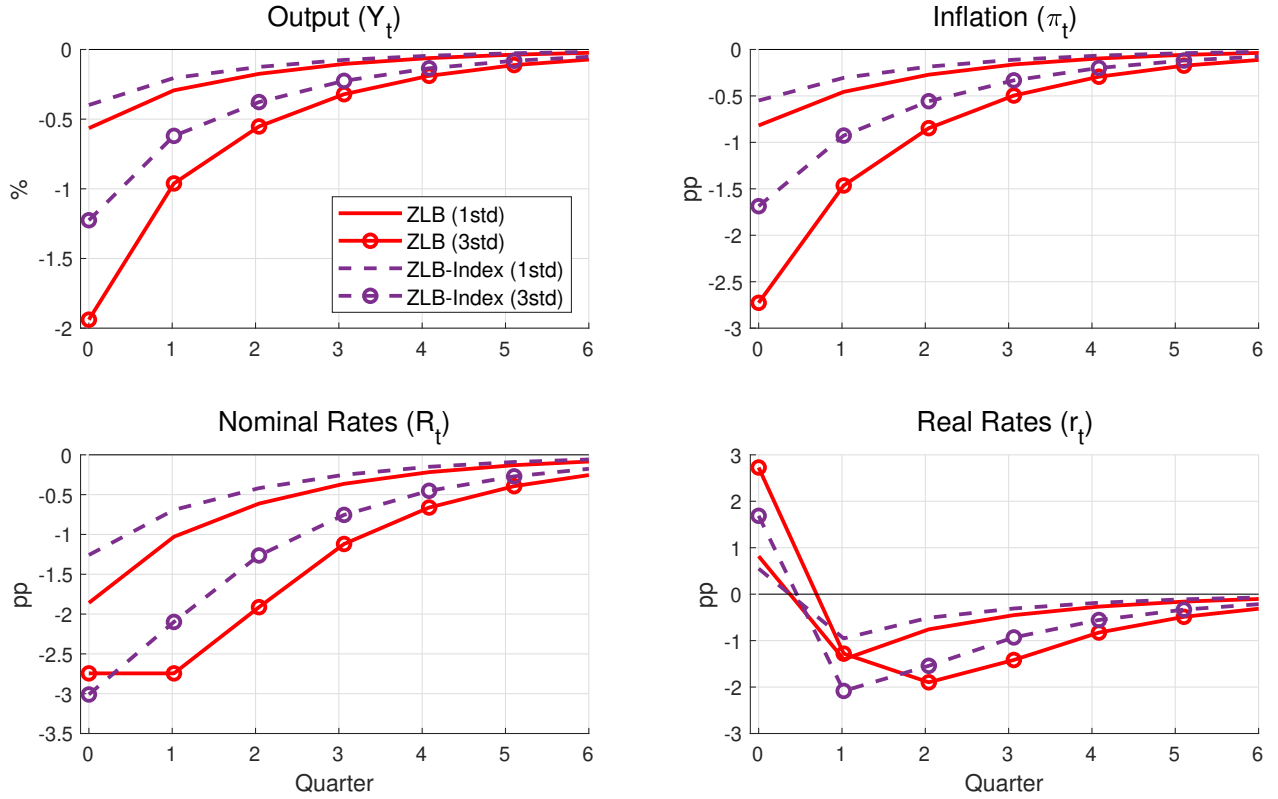 Output (Y_t)
0
-0.5
-1
-1.5
-2
%
0 1 2 3 4 5 6
ZLB (1std)
ZLB (3std)
ZLB-Index (1std)
ZLB-Index (3std)
Inflation (π_t)
0
-0.5
-1
-1.5
-2
-2.5
-3
pp
0 1 2 3 4 5 6
Nominal Rates (R_t)
0
-0.5
-1
-1.5
-2
-2.5
-3
-3.5
pp
0 1 2 3 4 5 6
Quarter
Real Rates (r_t)
3
2
1
0
-1
-2
-3
pp
0 1 2 3 4 5 6
Quarter